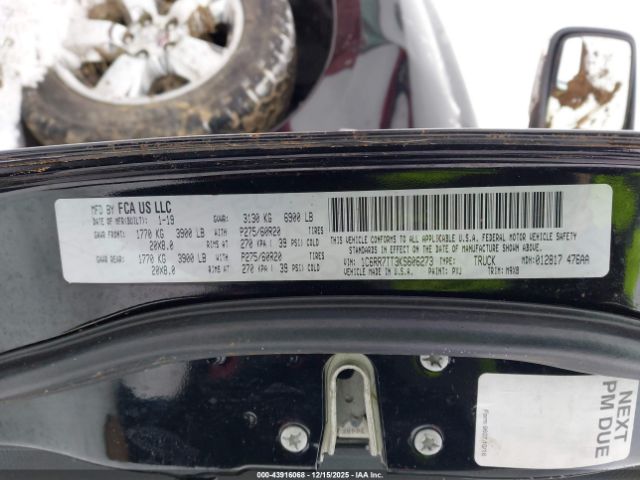 MFD BY FCA US LLC
DATE OF MFR(BUILT): 1-19 GVWR: 3130 KG 6900 LB
GAWR FRONT: 1770 KG 3900 LB WITH P275/60R20 TIRES
20X8.0 RIMS AT 270 KPA ( 39 PSI) COLD
GAWR REAR: 1770 KG 3900 LB WITH P275/60R20 TIRES
20X8.0 RIMS AT 270 KPA ( 39 PSI) COLD
THIS VEHICLE CONFORMS TO ALL APPLICABLE U.S.A. FEDERAL MOTOR VEHICLE SAFETY
STANDARDS IN EFFECT ON THE DATE OF MANUFACTURE SHOWN ABOVE.
VIN: 1C6RR7TT3KS606273 TYPE: TRUCK MDH: 012817 476AA
VEHICLE MADE IN U.S.A. PAINT: PXJ TRIM: M9X8
NEXT
PM DUE
000-43916068 - 12/15/2025 - IAA Inc.